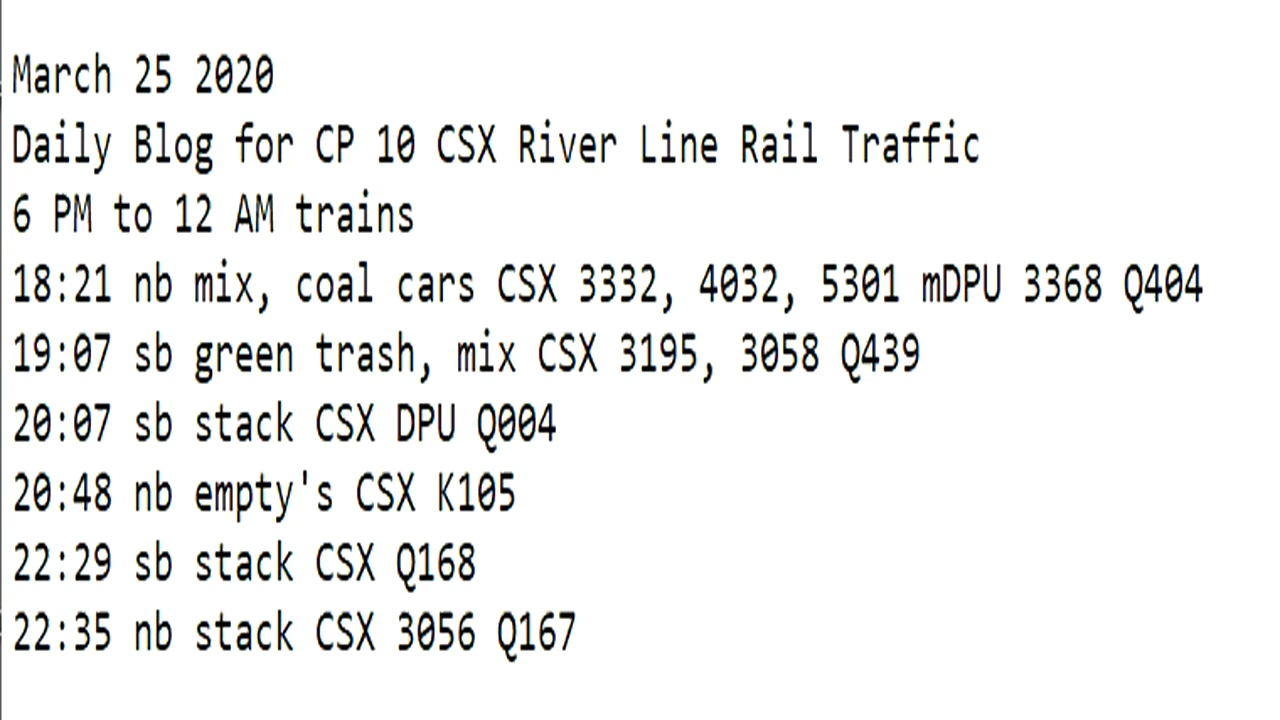 March 25 2020
Daily Blog for CP 10 CSX River Line Rail Traffic
6 PM to 12 AM trains
18:21 nb mix, coal cars CSX 3332, 4032, 5301 mDPU 3368 Q404
19:07 sb green trash, mix CSX 3195, 3058 Q439
20:07 sb stack CSX DPU Q004
20:48 nb empty's CSX K105
22:29 sb stack CSX Q168
22:35 nb stack CSX 3056 Q167